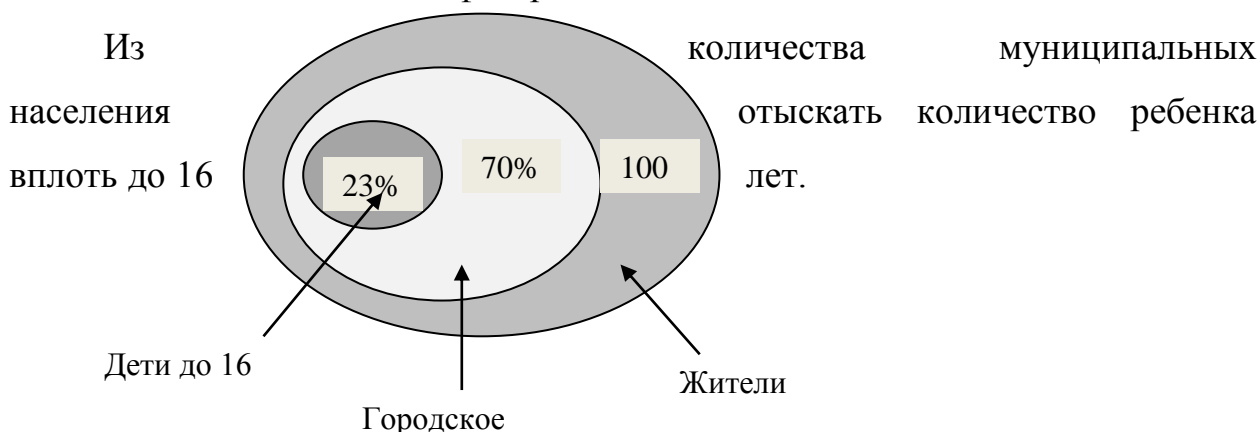 Из количества муниципальных
населения отыскать количество ребенка
вплоть до 16 лет.
23%
70%
100
Дети до 16
Жители
Городское